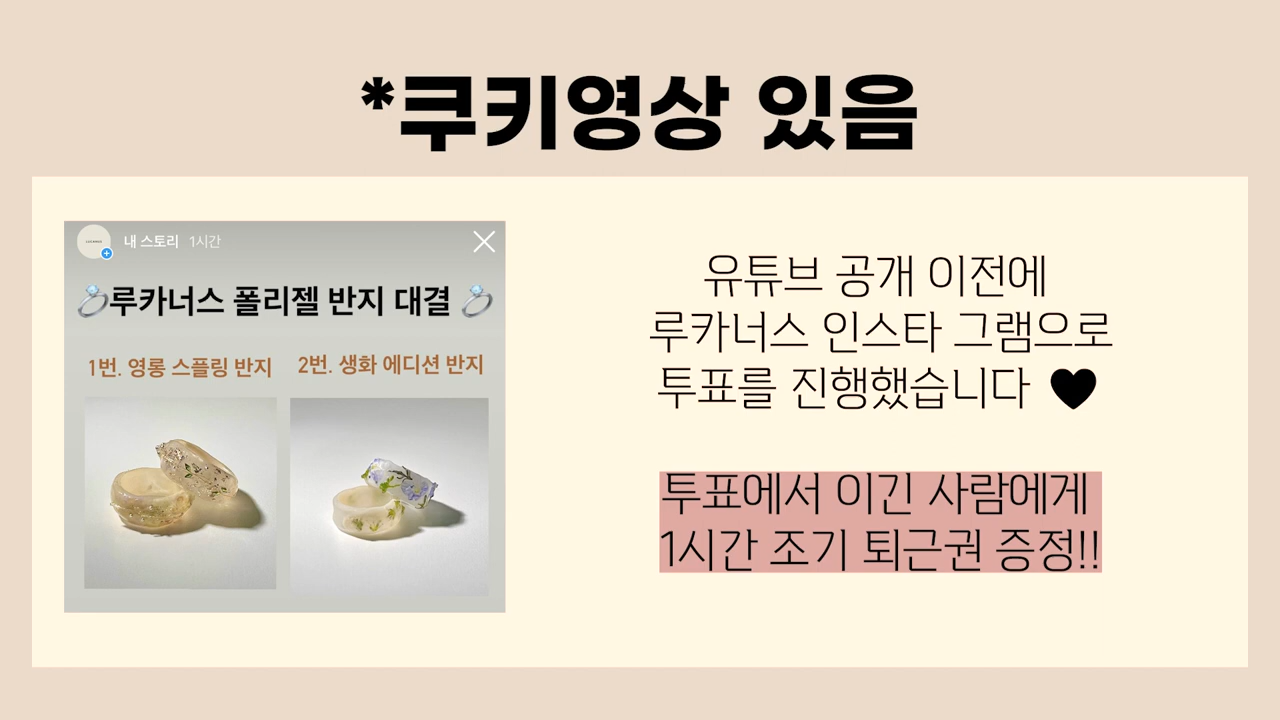 *쿠키영상 있음
내 스토리 1시간
루카너스 폴리젤 반지 대결
1번. 영롱 스플링 반지
2번. 생화 에디션 반지
유튜브 공개 이전에
루카너스 인스타 그램으로
투표를 진행했습니다 ♥
투표에서 이긴 사람에게
1시간 조기 퇴근권 증정!!